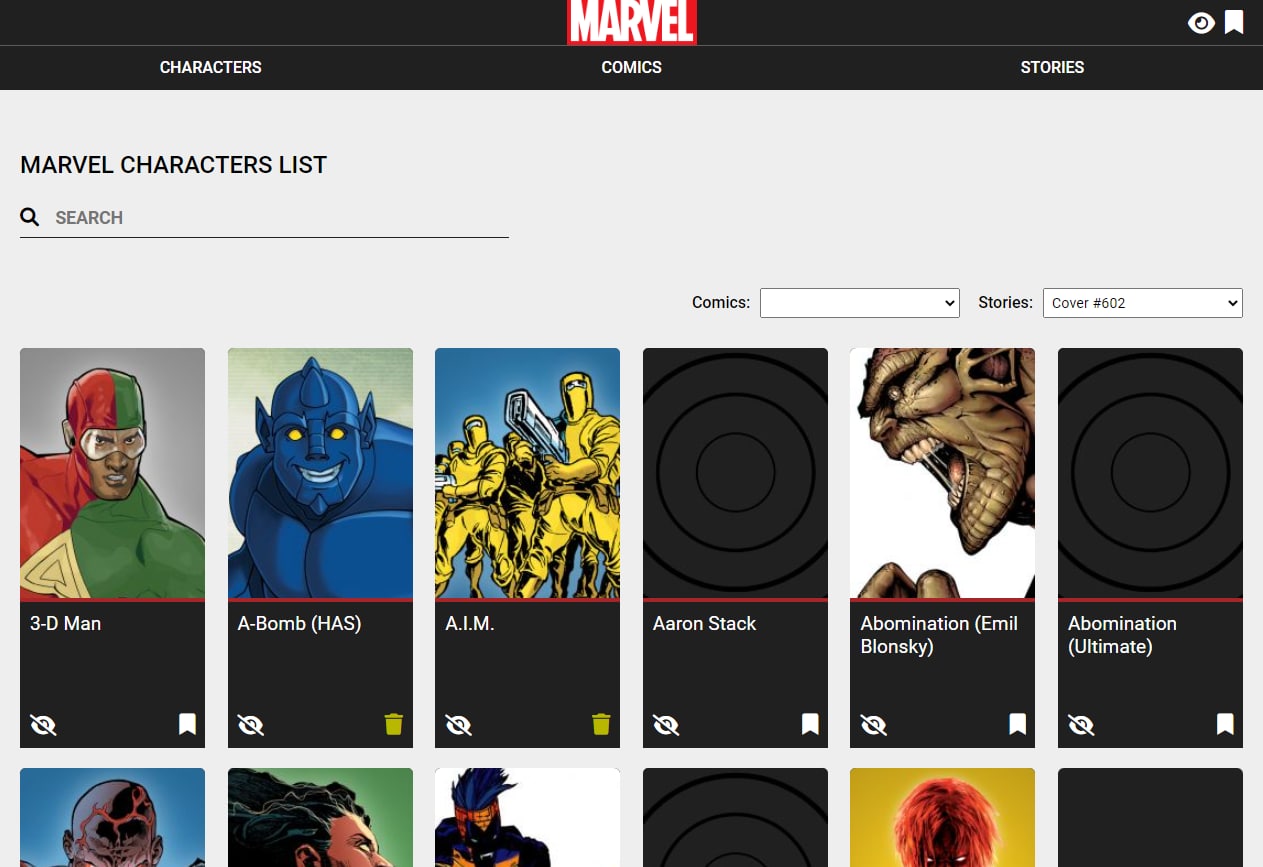 MARVEL
CHARACTERS COMICS STORIES
MARVEL CHARACTERS LIST
SEARCH
Comics: Stories: Cover #602
3-D Man
A-Bomb (HAS)
A.I.M.
Aaron Stack
Abomination (Emil
Blonsky)
Abomination
(Ultimate)